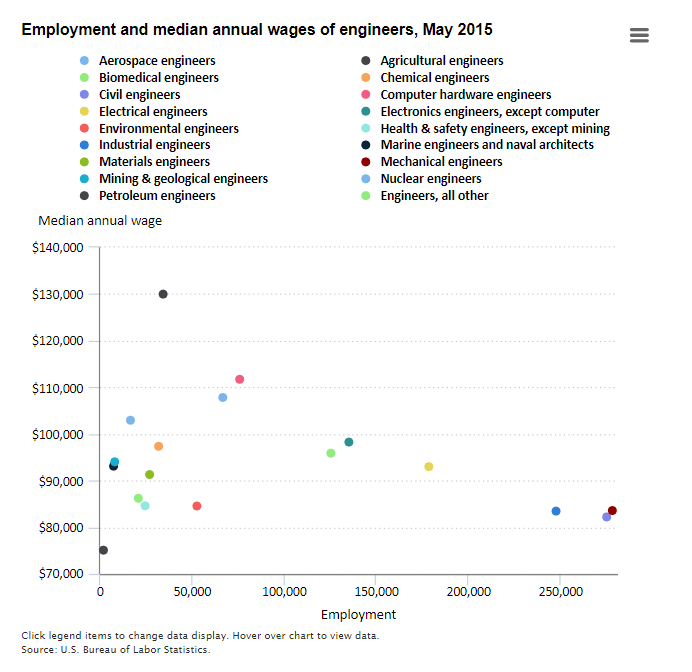 Employment and median annual wages of engineers, May 2015
Aerospace engineers Agricultural engineers
Biomedical engineers Chemical engineers
Civil engineers Computer hardware engineers
Electrical engineers Electronics engineers, except computer
Environmental engineers Health & safety engineers, except mining
Industrial engineers Marine engineers and naval architects
Materials engineers Mechanical engineers
Mining & geological engineers Nuclear engineers
Petroleum engineers Engineers, all other
Median annual wage
$140,000
$130,000
$120,000
$110,000
$100,000
$90,000
$80,000
$70,000
0 50,000 100,000 150,000 200,000 250,000
Employment
Click legend items to change data display. Hover over chart to view data.
Source: U.S. Bureau of Labor Statistics.